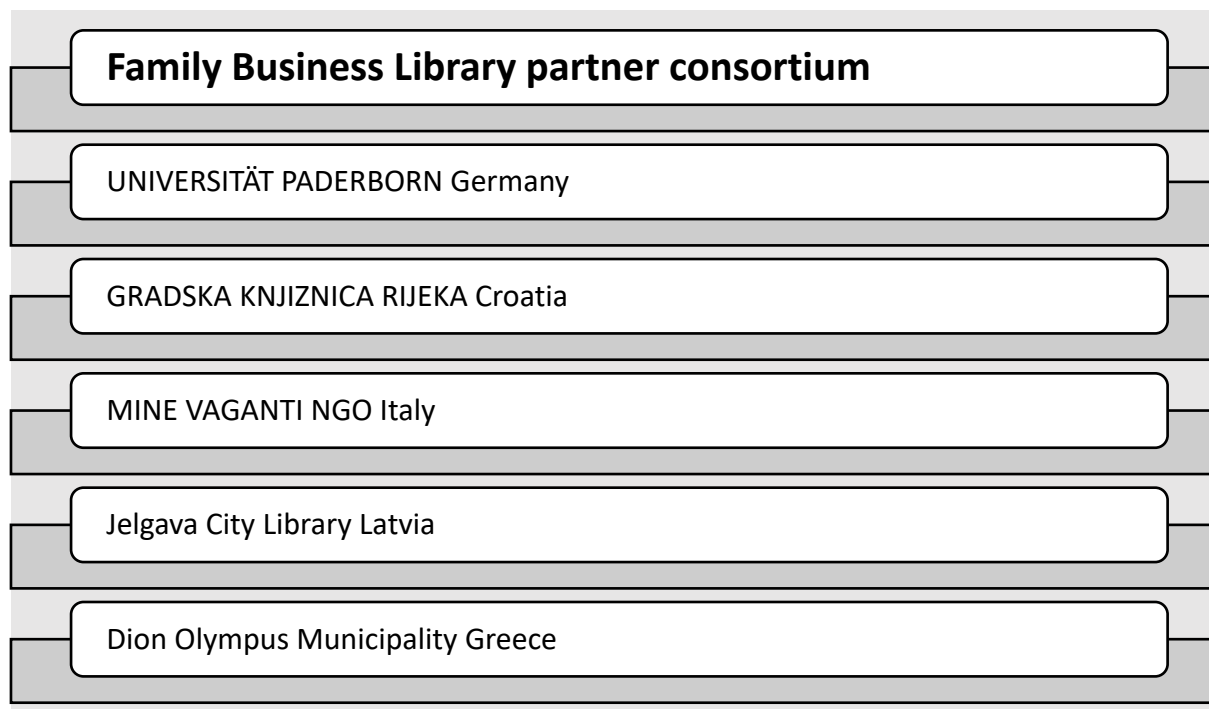 Family Business Library partner consortium
UNIVERSITÄT PADERBORN Germany
GRADSKA KNJIZNICA RIJEKA Croatia
MINE VAGANTI NGO Italy
Jelgava City Library Latvia
Dion Olympus Municipality Greece